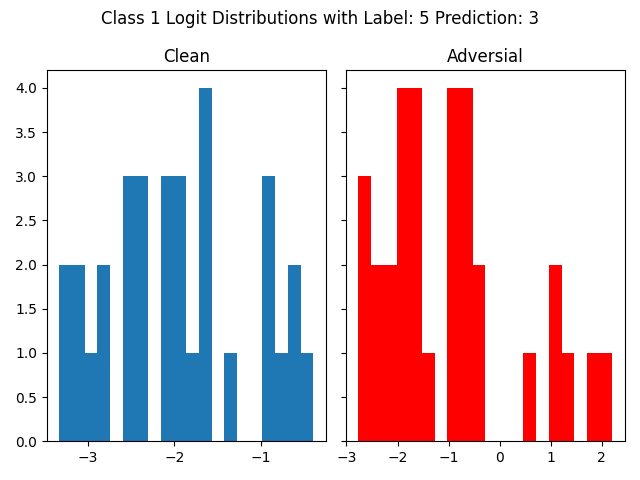 Class 1 Logit Distributions with Label: 5 Prediction: 3
Clean
Adversial
4.0
3.5
3.0
2.5
2.0
1.5
1.0
0.5
0.0
−3 −2 −1
−3 −2 −1 0 1 2